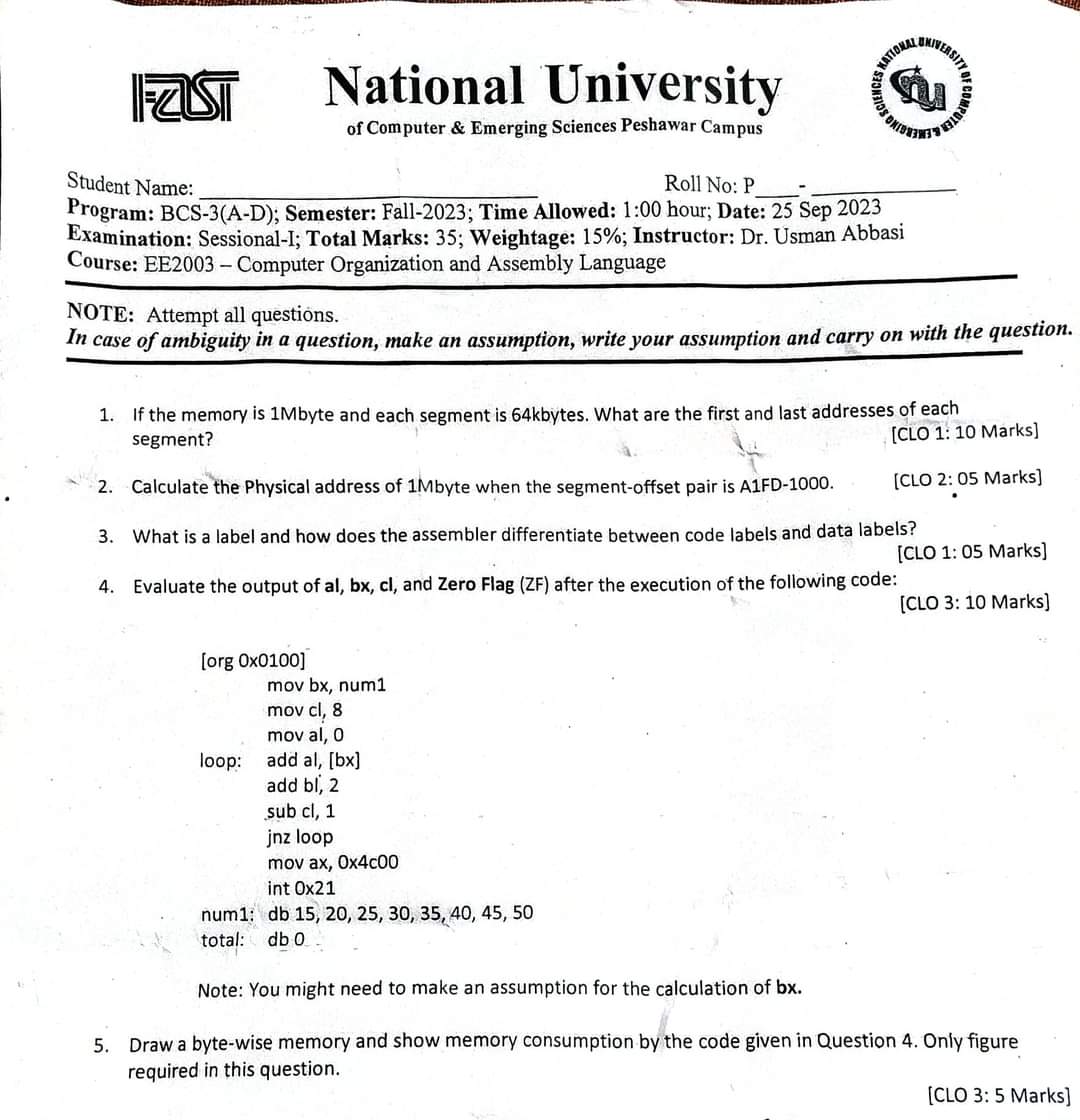 FAST
National University
of Computer & Emerging Sciences Peshawar Campus
NATIONAL UNIVERSITY OF COMPUTER & EMERGING SCIENCES
Student Name:
Roll No: P____-____
Program: BCS-3(A-D); Semester: Fall-2023; Time Allowed: 1:00 hour; Date: 25 Sep 2023
Examination: Sessional-I; Total Marks: 35; Weightage: 15%; Instructor: Dr. Usman Abbasi
Course: EE2003 – Computer Organization and Assembly Language
NOTE: Attempt all questions.
In case of ambiguity in a question, make an assumption, write your assumption and carry on with the question.
1. If the memory is 1Mbyte and each segment is 64kbytes. What are the first and last addresses of each
segment? [CLO 1: 10 Marks]
2. Calculate the Physical address of 1Mbyte when the segment-offset pair is A1FD-1000. [CLO 2: 05 Marks]
3. What is a label and how does the assembler differentiate between code labels and data labels?
[CLO 1: 05 Marks]
4. Evaluate the output of al, bx, cl, and Zero Flag (ZF) after the execution of the following code:
[CLO 3: 10 Marks]
[org 0x0100]
mov bx, num1
mov cl, 8
mov al, 0
loop: add al, [bx]
add bl, 2
sub cl, 1
jnz loop
mov ax, 0x4c00
int 0x21
num1: db 15, 20, 25, 30, 35, 40, 45, 50
total: db 0
Note: You might need to make an assumption for the calculation of bx.
5. Draw a byte-wise memory and show memory consumption by the code given in Question 4. Only figure
required in this question.
[CLO 3: 5 Marks]